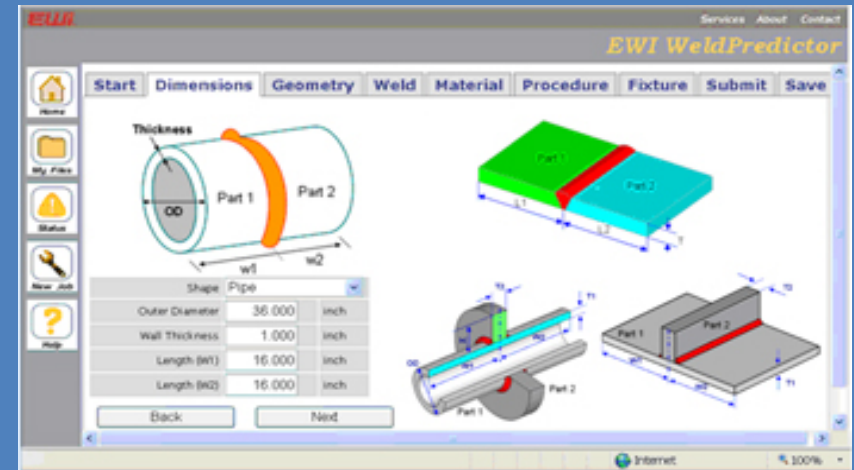 EWI.
Services About Contact
EWI WeldPredictor
Home
My Files
Status
New Job
Help
Start Dimensions Geometry Weld Material Procedure Fixture Submit Save
Thickness
OD
Part 1
Part 2
w1
w2
Shape Pipe
Outer Diameter 36.000 inch
Wall Thickness 1.000 inch
Length (W1) 16.000 inch
Length (W2) 16.000 inch
Back Next
Part 1
Part 2
L1
L2
T
T2
T1
OD
Part 1
Part 2
Part 1
Part 2
T2
T1
Internet
100%